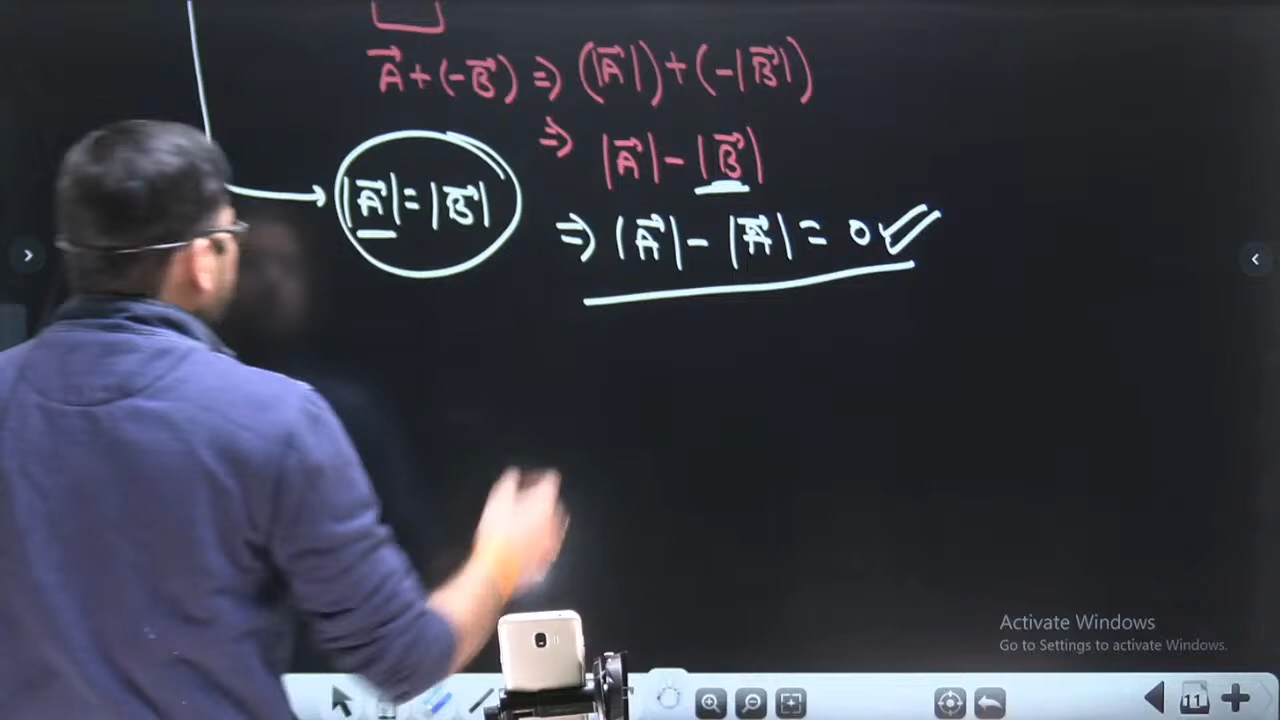 A⃗ + (-B⃗) ⇒ (|A⃗|) + (-|B⃗|)
⇒ |A⃗| - |B⃗|
|A⃗| = |B⃗|
⇒ |A⃗| - |A⃗| = 0
Activate Windows
Go to Settings to activate Windows.
11